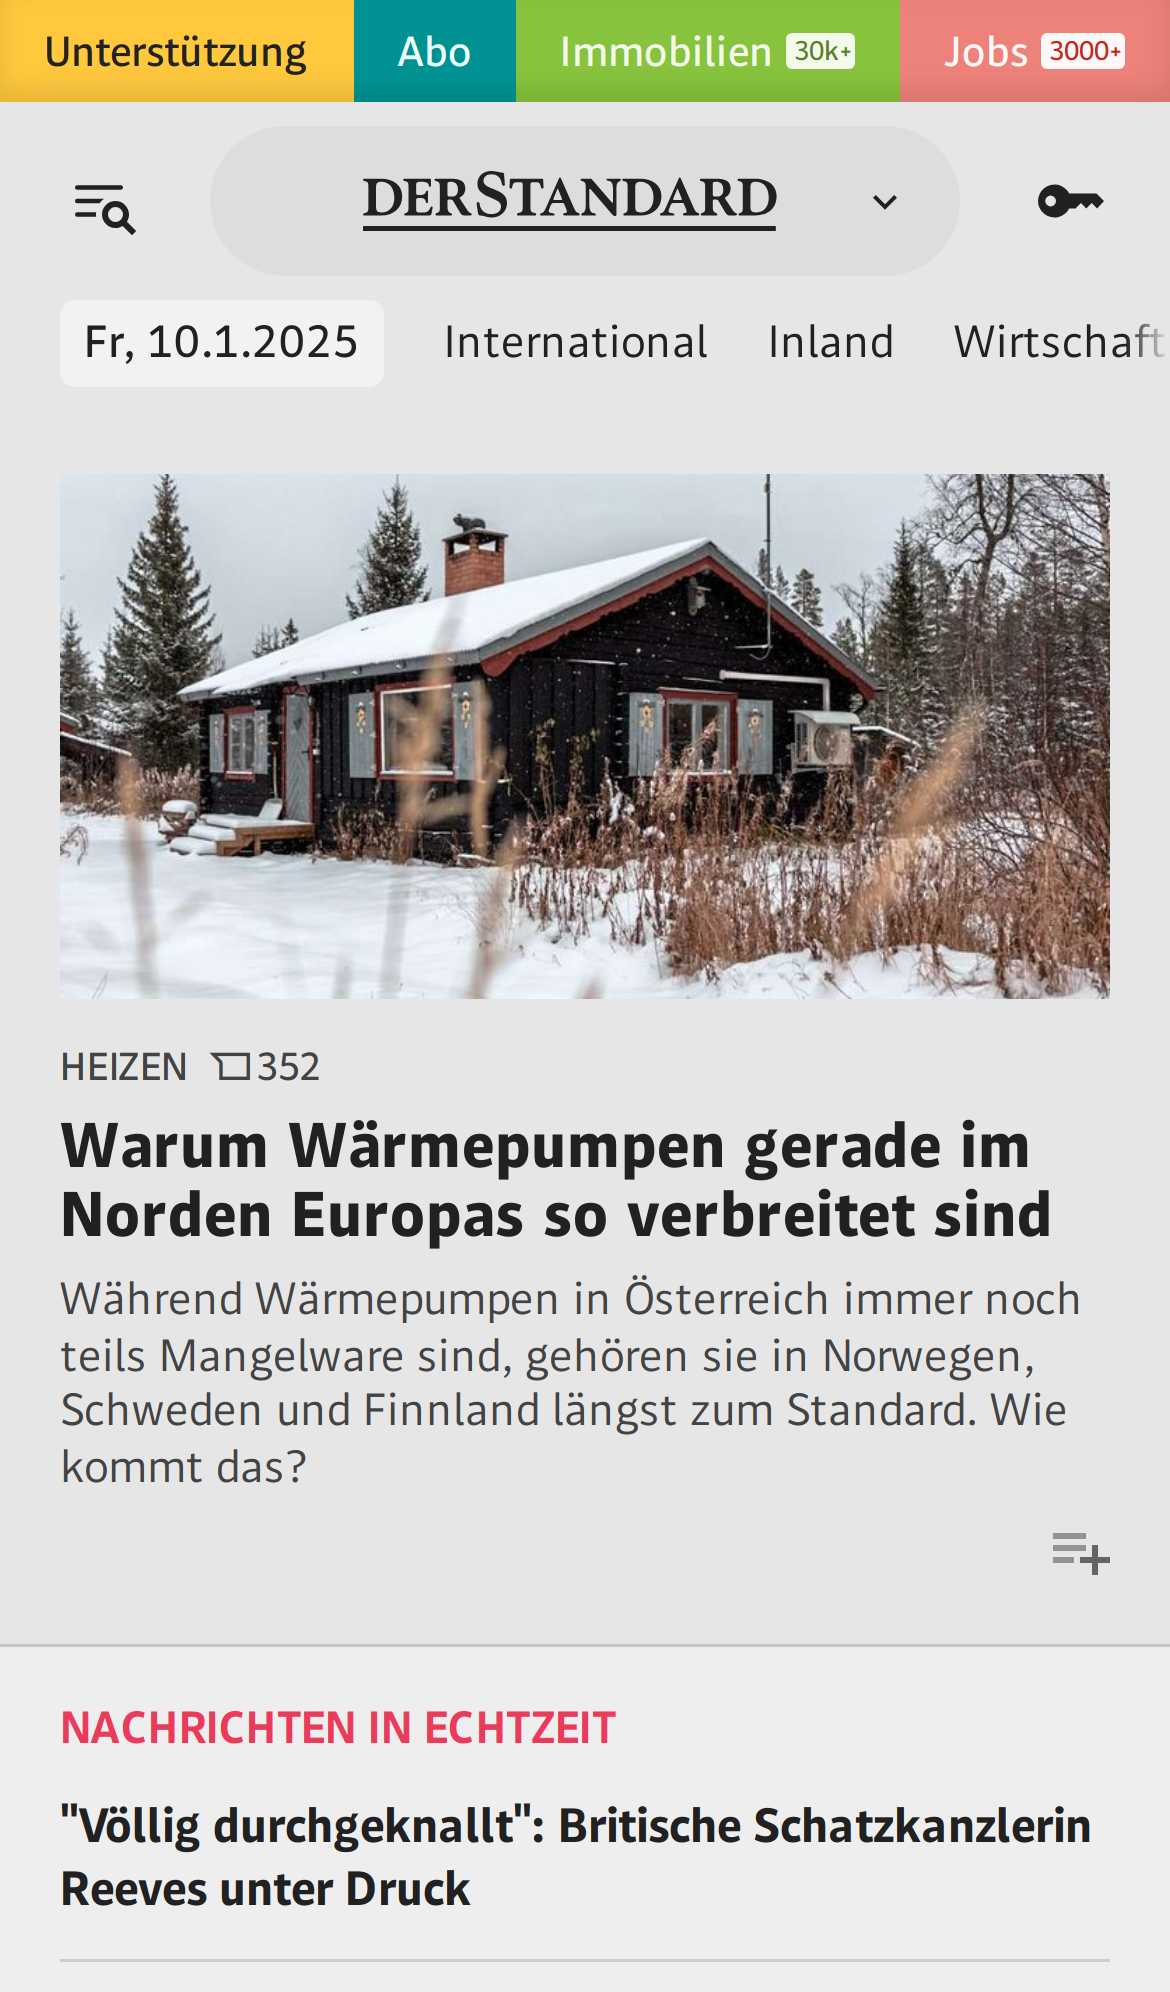 Unterstützung Abo Immobilien 30k+ Jobs 3000+
DERSTANDARD
Fr, 10.1.2025 International Inland Wirtschaft
HEIZEN 352
Warum Wärmepumpen gerade im
Norden Europas so verbreitet sind
Während Wärmepumpen in Österreich immer noch
teils Mangelware sind, gehören sie in Norwegen,
Schweden und Finnland längst zum Standard. Wie
kommt das?
NACHRICHTEN IN ECHTZEIT
"Völlig durchgeknallt": Britische Schatzkanzlerin
Reeves unter Druck